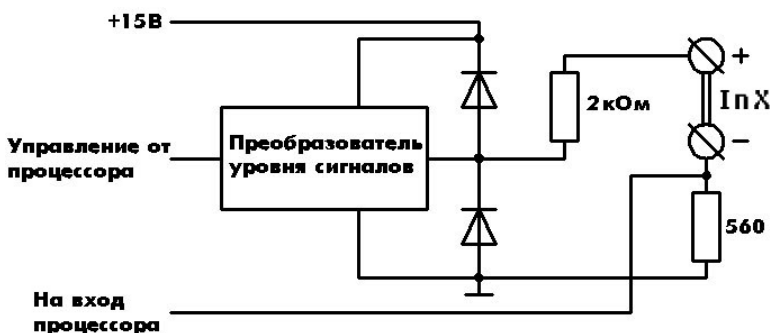 +15В
+
2кОм
InX
Преобразователь
уровня сигналов
Управление от
процессора
–
560
На вход
процессора